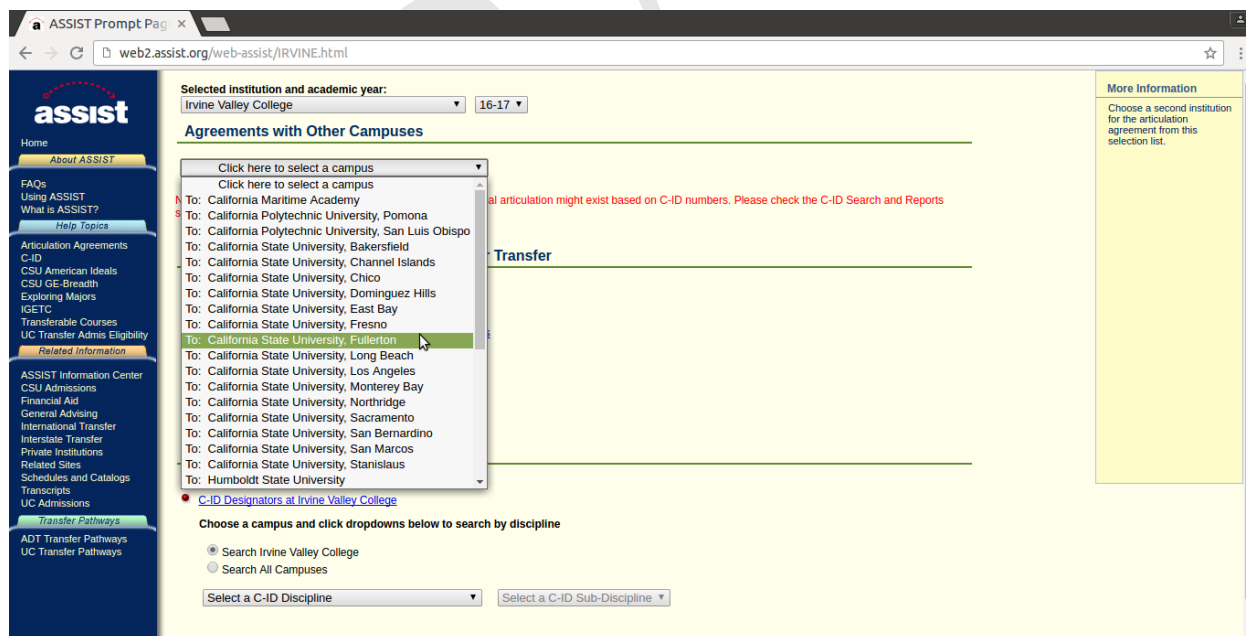 ASSIST Prompt Pag
web2.assist.org/web-assist/IRVINE.html
assist
Home
About ASSIST
FAQs
Using ASSIST
What is ASSIST?
Help Topics
Articulation Agreements
C-ID
CSU American Ideals
CSU GE-Breadth
Exploring Majors
IGETC
Transferable Courses
UC Transfer Admis Eligibility
Related Information
ASSIST Information Center
CSU Admissions
Financial Aid
General Advising
International Transfer
Interstate Transfer
Private Institutions
Related Sites
Schedules and Catalogs
Transcripts
UC Admissions
Transfer Pathways
ADT Transfer Pathways
UC Transfer Pathways
Selected institution and academic year:
Irvine Valley College 16-17
Agreements with Other Campuses
Click here to select a campus
Click here to select a campus
To: California Maritime Academy
To: California Polytechnic University, Pomona
To: California Polytechnic University, San Luis Obispo
To: California State University, Bakersfield
To: California State University, Channel Islands
To: California State University, Chico
To: California State University, Dominguez Hills
To: California State University, East Bay
To: California State University, Fresno
To: California State University, Fullerton
To: California State University, Long Beach
To: California State University, Los Angeles
To: California State University, Monterey Bay
To: California State University, Northridge
To: California State University, Sacramento
To: California State University, San Bernardino
To: California State University, San Marcos
To: California State University, Stanislaus
To: Humboldt State University
al articulation might exist based on C-ID numbers. Please check the C-ID Search and Reports
Transfer
C-ID Designators at Irvine Valley College
Choose a campus and click dropdowns below to search by discipline
Search Irvine Valley College
Search All Campuses
Select a C-ID Discipline Select a C-ID Sub-Discipline
More Information
Choose a second institution
for the articulation
agreement from this
selection list.